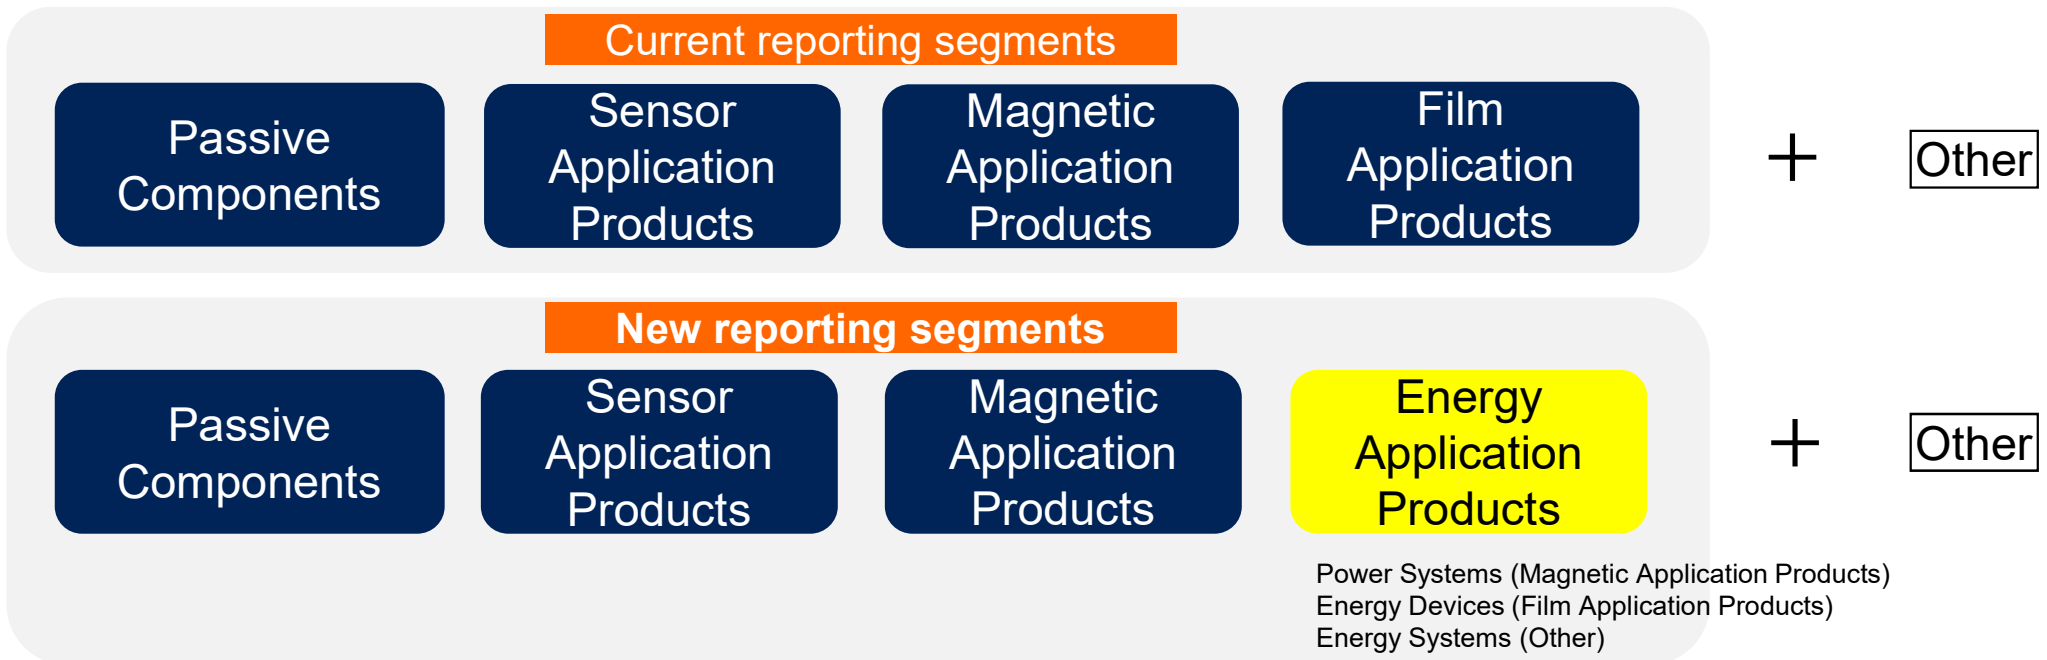 Current reporting segments
Passive
Components
Sensor
Application
Products
Magnetic
Application
Products
Film
Application
Products
+
Other
New reporting segments
Passive
Components
Sensor
Application
Products
Magnetic
Application
Products
Energy
Application
Products
+
Other
Power Systems (Magnetic Application Products)
Energy Devices (Film Application Products)
Energy Systems (Other)